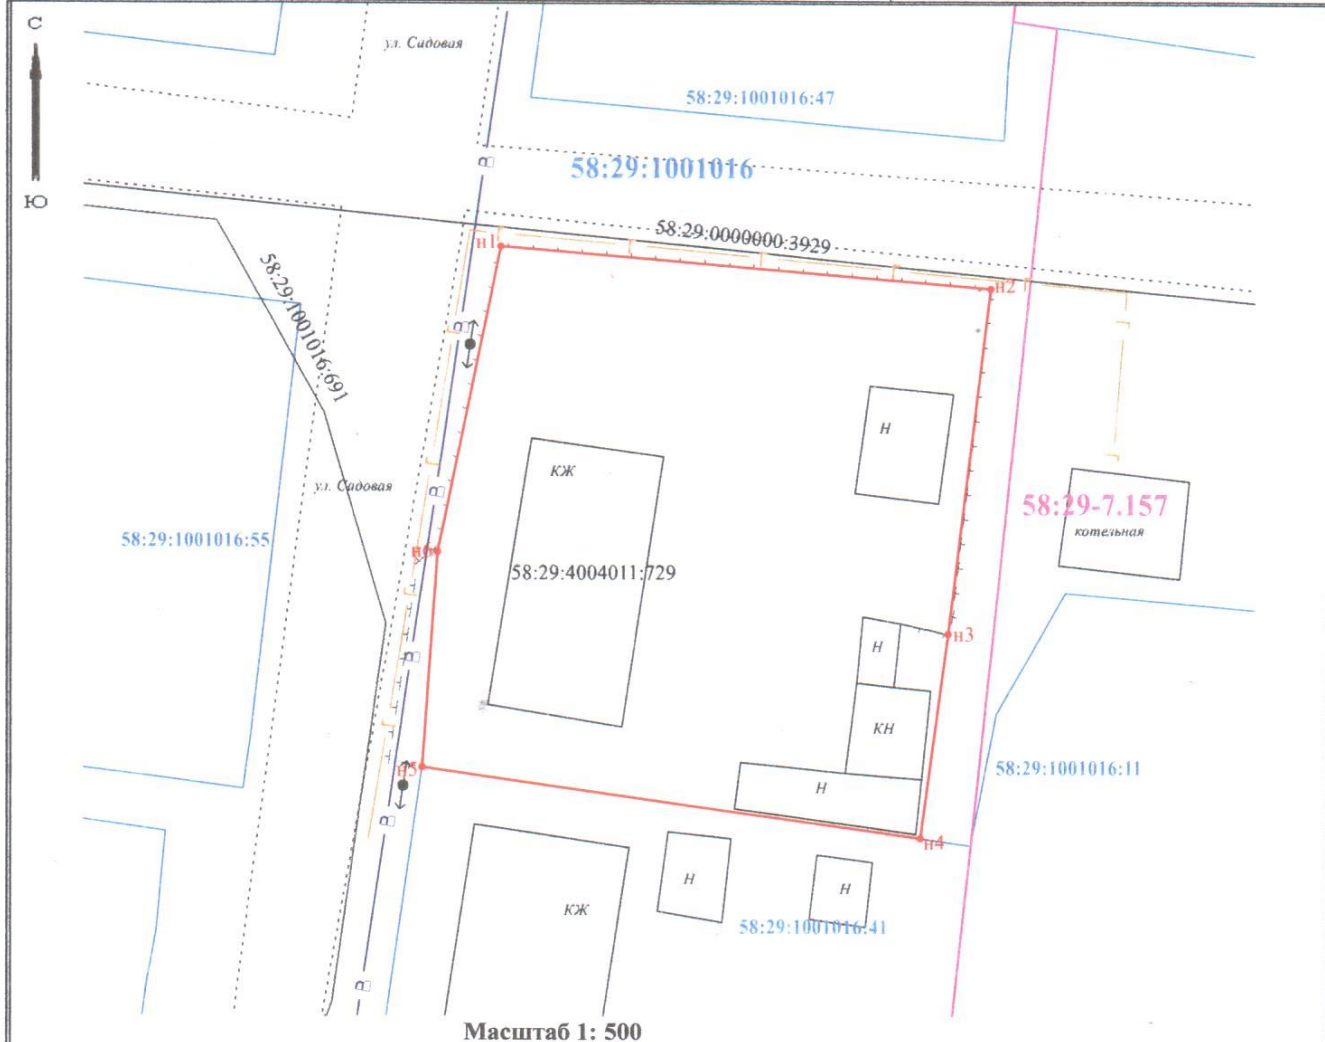 С
ул. Садовая
58:29:1001016:47
58:29:1001016
Ю
В
58:29:0000000:3929
н1
н2
58:29:1001016:691
В
Н
КЖ
ул. Садовая
В
58:29-7.157
котельная
58:29:1001016:55
н6
58:29:4004011:729
н3
Н
В
КН
н5
58:29:1001016:11
Н
В
н4
Н
Н
КЖ
58:29:1001016:41
В
Масштаб 1: 500